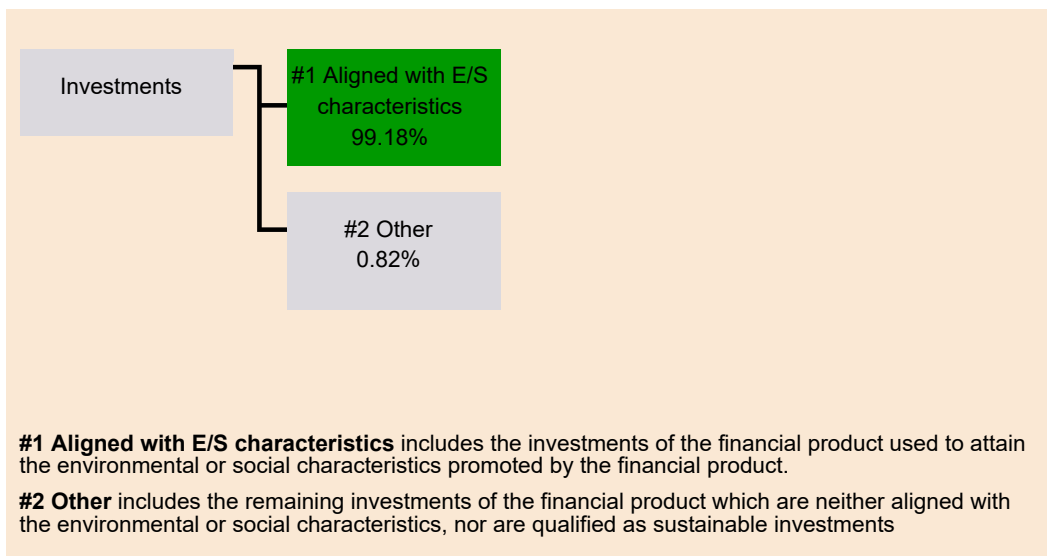 Investments
#1 Aligned with E/S
characteristics
99.18%
#2 Other
0.82%
#1 Aligned with E/S characteristics includes the investments of the financial product used to attain
the environmental or social characteristics promoted by the financial product.
#2 Other includes the remaining investments of the financial product which are neither aligned with
the environmental or social characteristics, nor are qualified as sustainable investments